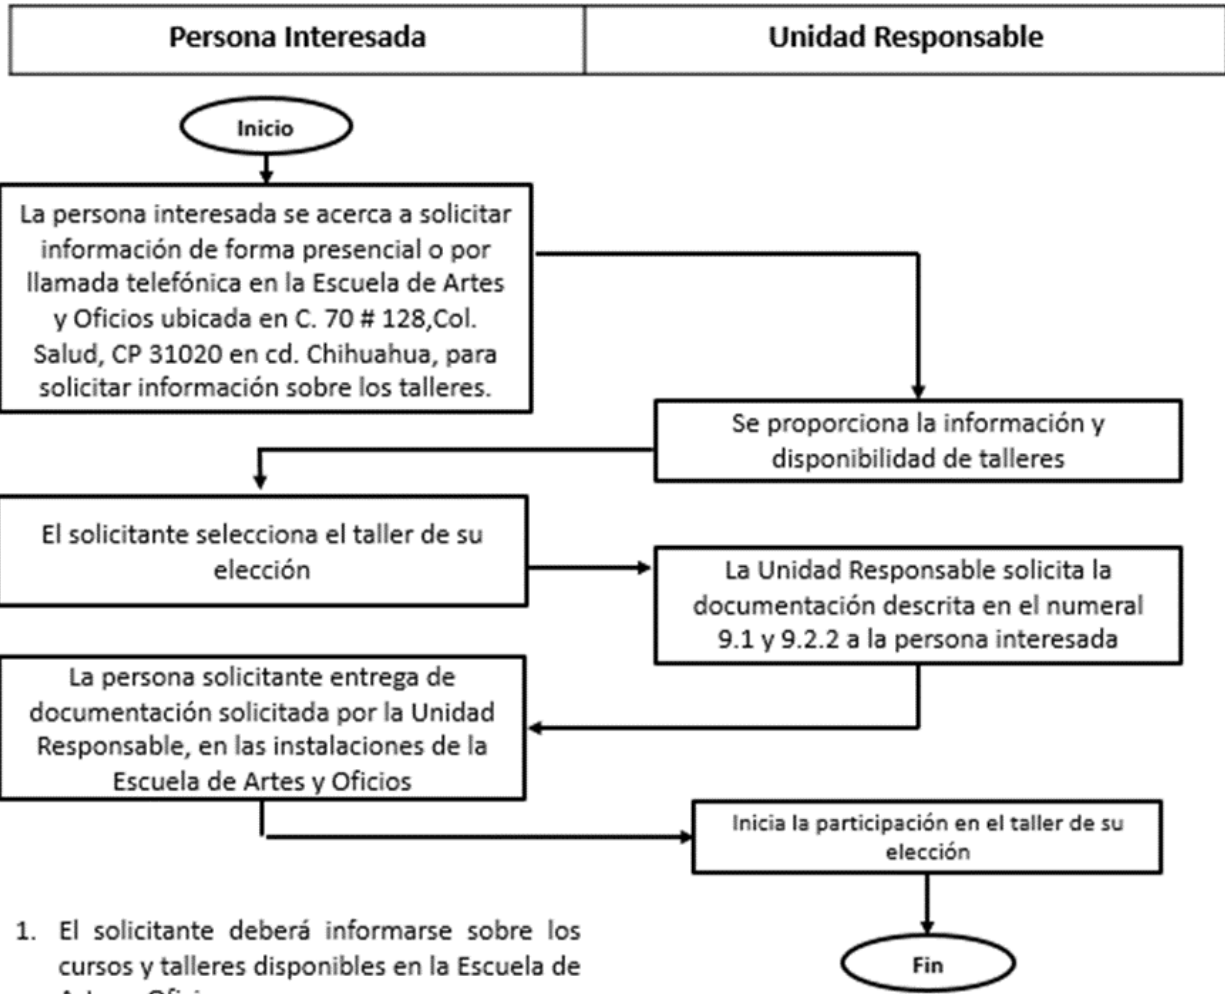 Persona Interesada
Unidad Responsable
Inicio
La persona interesada se acerca a solicitar
información de forma presencial o por
llamada telefónica en la Escuela de Artes
y Oficios ubicada en C. 70 # 128,Col.
Salud, CP 31020 en cd. Chihuahua, para
solicitar información sobre los talleres.
Se proporciona la información y
disponibilidad de talleres
El solicitante selecciona el taller de su
elección
La Unidad Responsable solicita la
documentación descrita en el numeral
9.1 y 9.2.2 a la persona interesada
La persona solicitante entrega de
documentación solicitada por la Unidad
Responsable, en las instalaciones de la
Escuela de Artes y Oficios
Inicia la participación en el taller de su
elección
Fin
1. El solicitante deberá informarse sobre los
cursos y talleres disponibles en la Escuela de